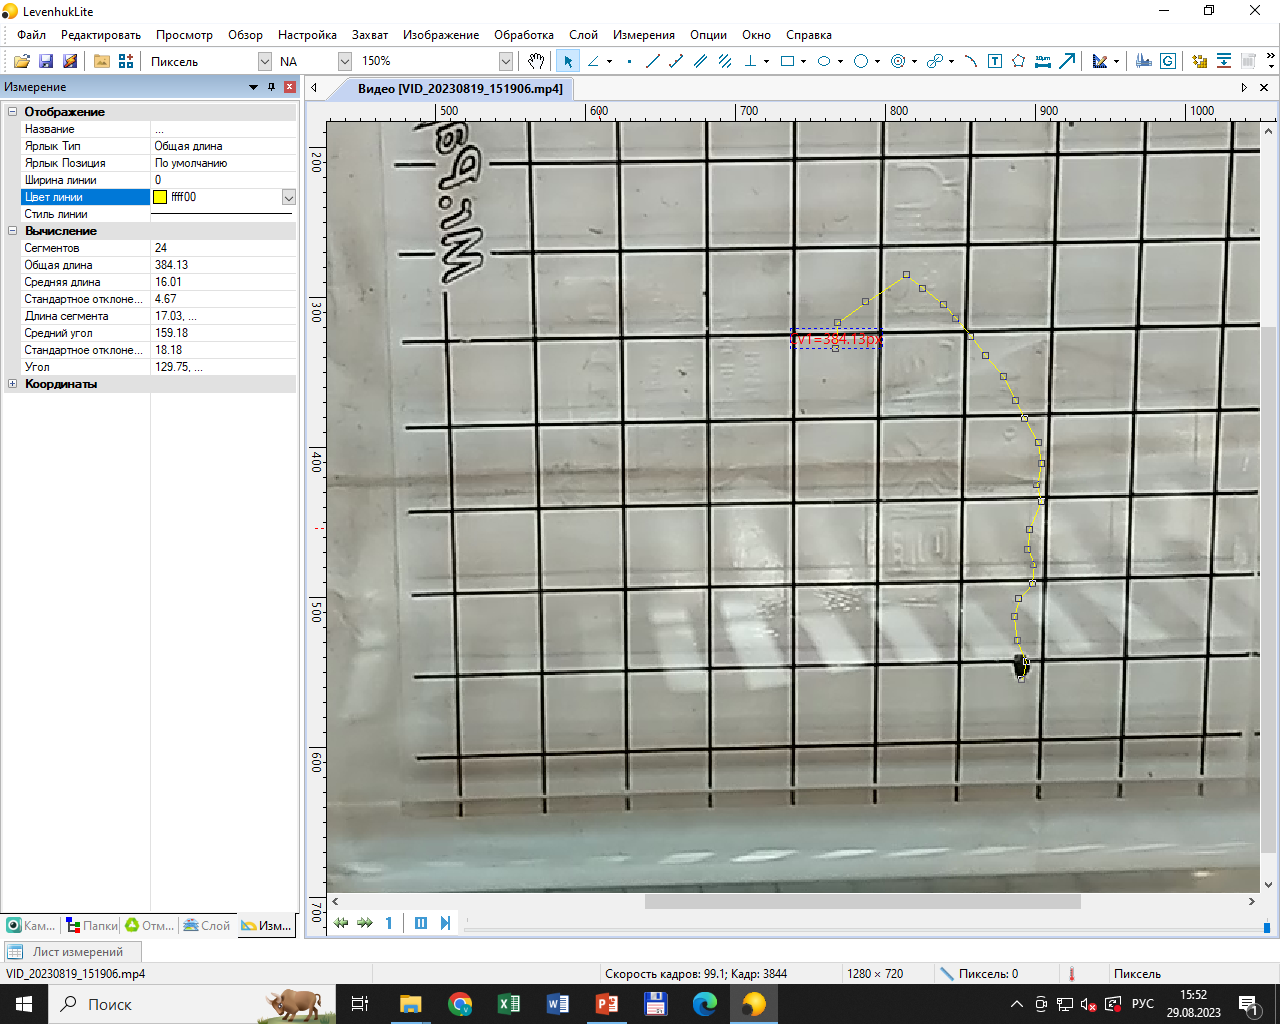 LevenhukLite
Файл Редактировать Просмотр Обзор Настройка Захват Изображение Обработка Слой Измерения Опции Окно Справка
Пиксель NA 150%
Измерение
Видео [VID_20230819_151906.mp4]
Отображение
Название ...
Ярлык Тип Общая длина
Ярлык Позиция По умолчанию
Ширина линии 0
Цвет линии ffff00
Стиль линии
Вычисление
Сегментов 24
Общая длина 384.13
Средняя длина 16.01
Стандартное отклоне... 4.67
Длина сегмента 17.03, ...
Средний угол 159.18
Стандартное отклоне... 18.18
Угол 129.75, ...
Координаты
500 600 700 800 900 1000
200
300
400
500
600
700
cv1=384.13px
Кам... Папки Отм... Слой Изм...
1
Лист измерений
VID_20230819_151906.mp4
Скорость кадров: 99.1; Кадр: 3844
1280 × 720
Пиксель: 0
Пиксель
Поиск
РУС
15:52
29.08.2023
1